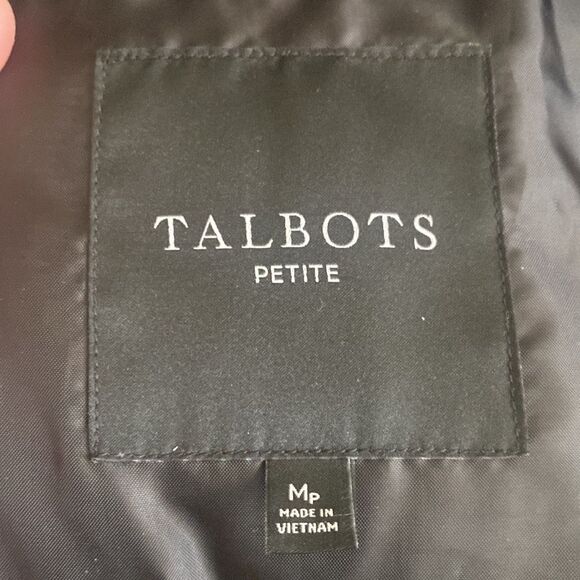 TALBOTS
PETITE
Mp
MADE IN
VIETNAM